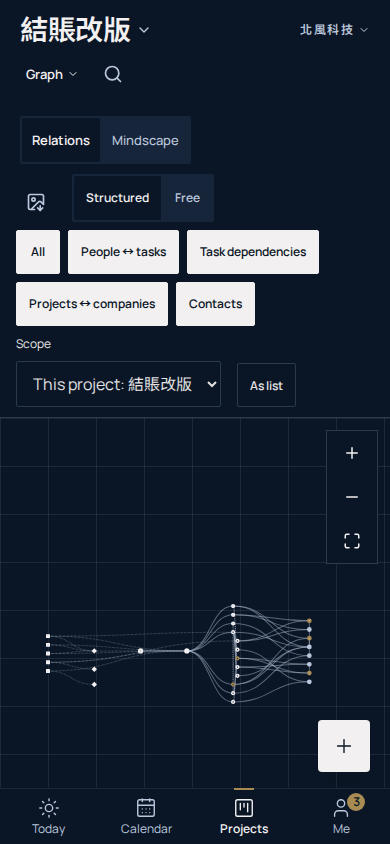 結賬改版
北風科技
Graph
Relations Mindscape
Structured Free
All People ↔ tasks Task dependencies
Projects ↔ companies Contacts
Scope
This project: 結賬改版 As list
3
Today Calendar Projects Me